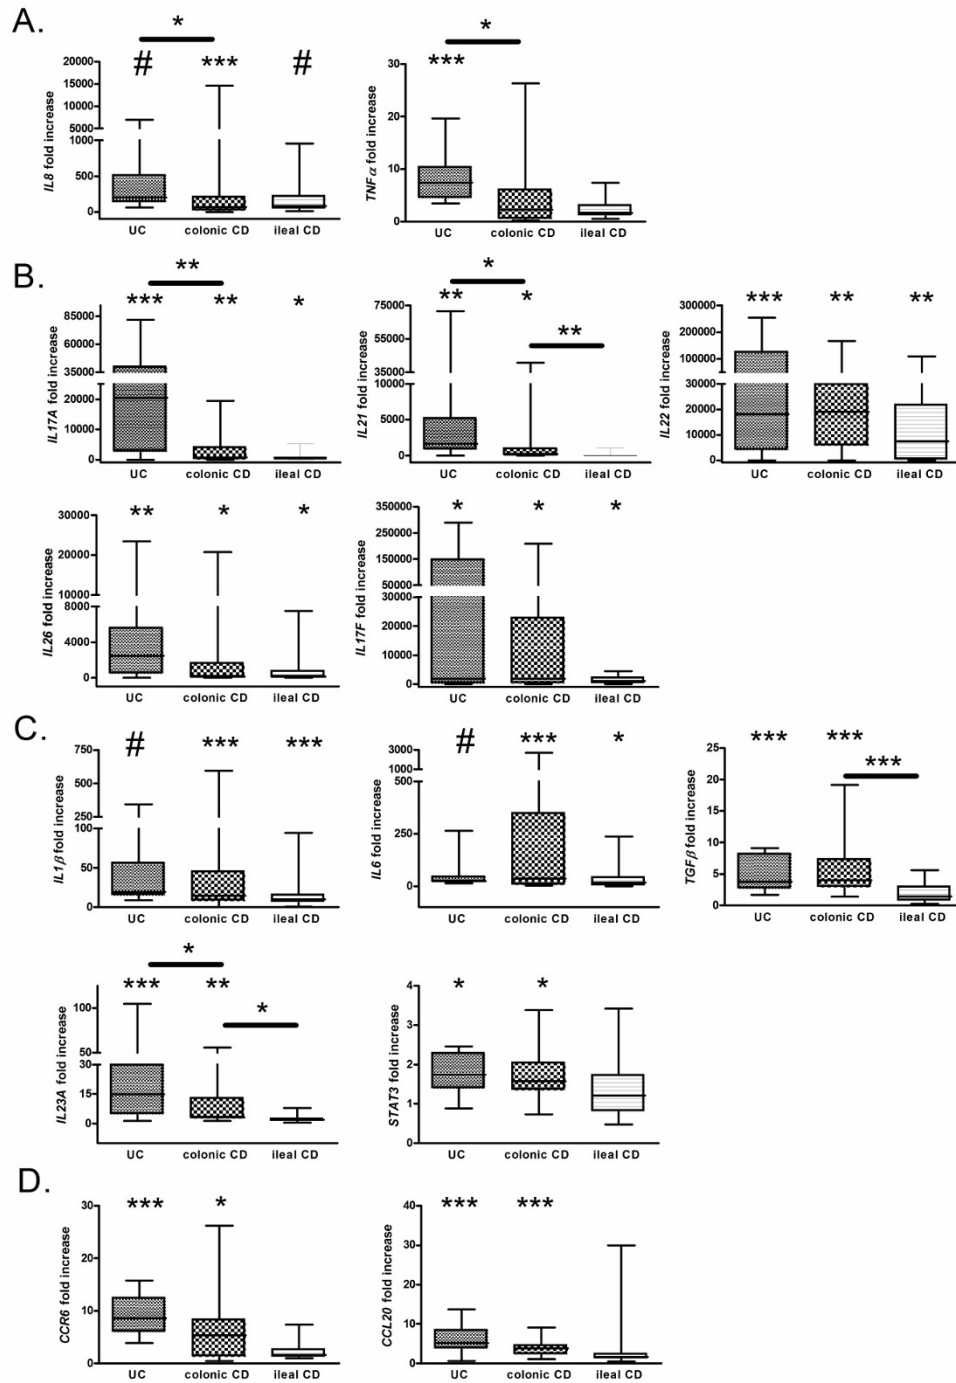 A.
*
# *** #
IL8 fold increase
20000
15000
10000
5000
1000
500
0
UC colonic CD ileal CD
*
***
TNFα fold increase
30
20
10
0
UC colonic CD ileal CD
B.
**
*** ** *
IL17A fold increase
85000
60000
35000
20000
10000
0
UC colonic CD ileal CD
*
** *
**
IL21 fold increase
75000
55000
35000
10000
5000
0
UC colonic CD ileal CD
*** ** **
IL22 fold increase
300000
200000
100000
30000
20000
10000
0
UC colonic CD ileal CD
** * *
IL26 fold increase
30000
20000
10000
8000
4000
0
UC colonic CD ileal CD
* * *
IL17F fold increase
350000
250000
150000
50000
30000
20000
10000
0
UC colonic CD ileal CD
C.
# *** ***
IL1β fold increase
750
500
250
100
50
0
UC colonic CD ileal CD
# *** *
IL6 fold increase
3000
2000
1000
500
250
0
UC colonic CD ileal CD
*** ***
***
TGFβ fold increase
25
20
15
10
5
0
UC colonic CD ileal CD
*
*** **
*
IL23A fold increase
100
50
30
15
0
UC colonic CD ileal CD
* *
STAT3 fold increase
4
3
2
1
0
UC colonic CD ileal CD
D.
*** *
CCR6 fold increase
30
20
10
0
UC colonic CD ileal CD
*** ***
CCL20 fold increase
40
30
20
10
0
UC colonic CD ileal CD